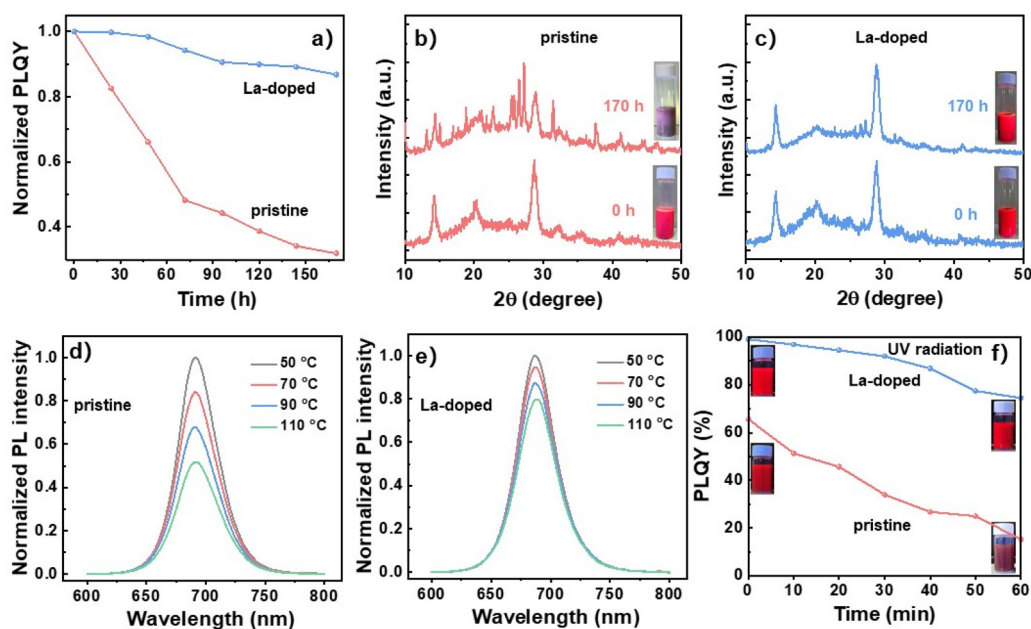 a)
Normalized PLQY
1.0
0.8
0.6
0.4
La-doped
pristine
0 30 60 90 120 150
Time (h)
b)
pristine
Intensity (a.u.)
170 h
0 h
10 20 30 40 50
2θ (degree)
c)
La-doped
Intensity (a.u.)
170 h
0 h
10 20 30 40 50
2θ (degree)
d)
Normalized PL intensity
1.0
0.8
0.6
0.4
0.2
0.0
pristine
50 °C
70 °C
90 °C
110 °C
600 650 700 750 800
Wavelength (nm)
e)
Normalized PL intensity
1.0
0.8
0.6
0.4
0.2
0.0
La-doped
50 °C
70 °C
90 °C
110 °C
600 650 700 750 800
Wavelength (nm)
f)
PLQY (%)
100
80
60
40
20
0
UV radiation
La-doped
pristine
0 10 20 30 40 50 60
Time (min)